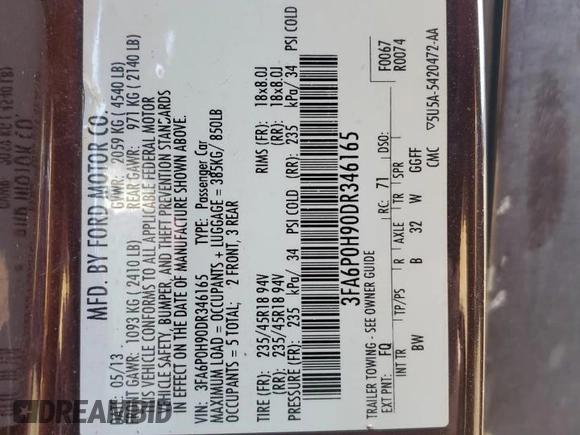 MFD. BY FORD MOTOR CO.
DATE: 05/13 GVWR: 2059 KG (4540 LB)
FRONT GAWR: 1093 KG (2410 LB) REAR GAWR: 971 KG (2140 LB)
THIS VEHICLE CONFORMS TO ALL APPLICABLE FEDERAL MOTOR
VEHICLE SAFETY, BUMPER, AND THEFT PREVENTION STANDARDS
IN EFFECT ON THE DATE OF MANUFACTURE SHOWN ABOVE.
VIN: 3FA6P0H90DR346165 TYPE: Passenger Car
MAXIMUM LOAD = OCCUPANTS + LUGGAGE = 385KG/ 850LB
OCCUPANTS = 5 TOTAL: 2 FRONT, 3 REAR
TIRE (FR): 235/45R18 94V RIMS (FR): 18x8.0J
TIRE (RR): 235/45R18 94V (RR): 18x8.0J
PRESSURE (FR): 235 kPa/ 34 PSI COLD (RR): 235 kPa/ 34 PSI COLD
3FA6P0H90DR346165
F0067
R0074
TRAILER TOWING - SEE OWNER GUIDE
EXT PNT: FQ RC: 71 DSO:
INT TR TP/PS R AXLE TR SPR
BW B 32 W GGFF
CMC ▽5U5A-5420472-AA
DREAMBID